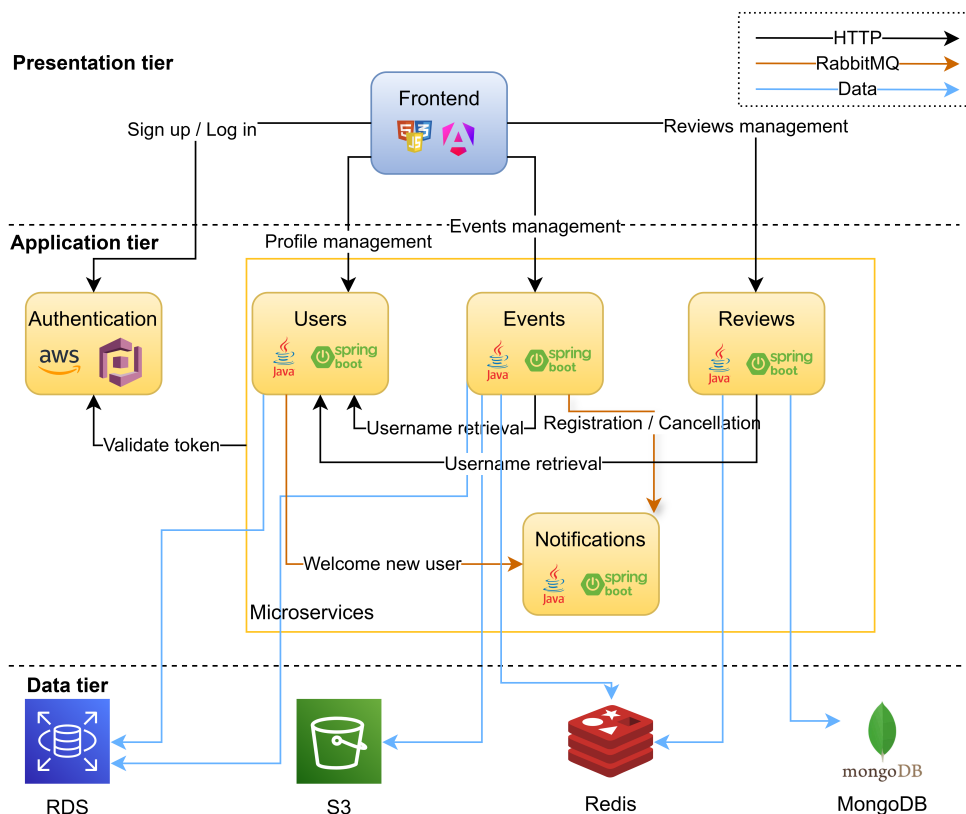 HTTP
RabbitMQ
Data
Presentation tier
Frontend
JS
Sign up / Log in
Reviews management
Events management
Profile management
Application tier
Authentication
aws
Users
Java
spring
boot
Events
Java
spring
boot
Reviews
Java
spring
boot
Username retrieval
Registration / Cancellation
Validate token
Username retrieval
Notifications
Java
spring
boot
Welcome new user
Microservices
Data tier
RDS
S3
Redis
mongoDB
MongoDB